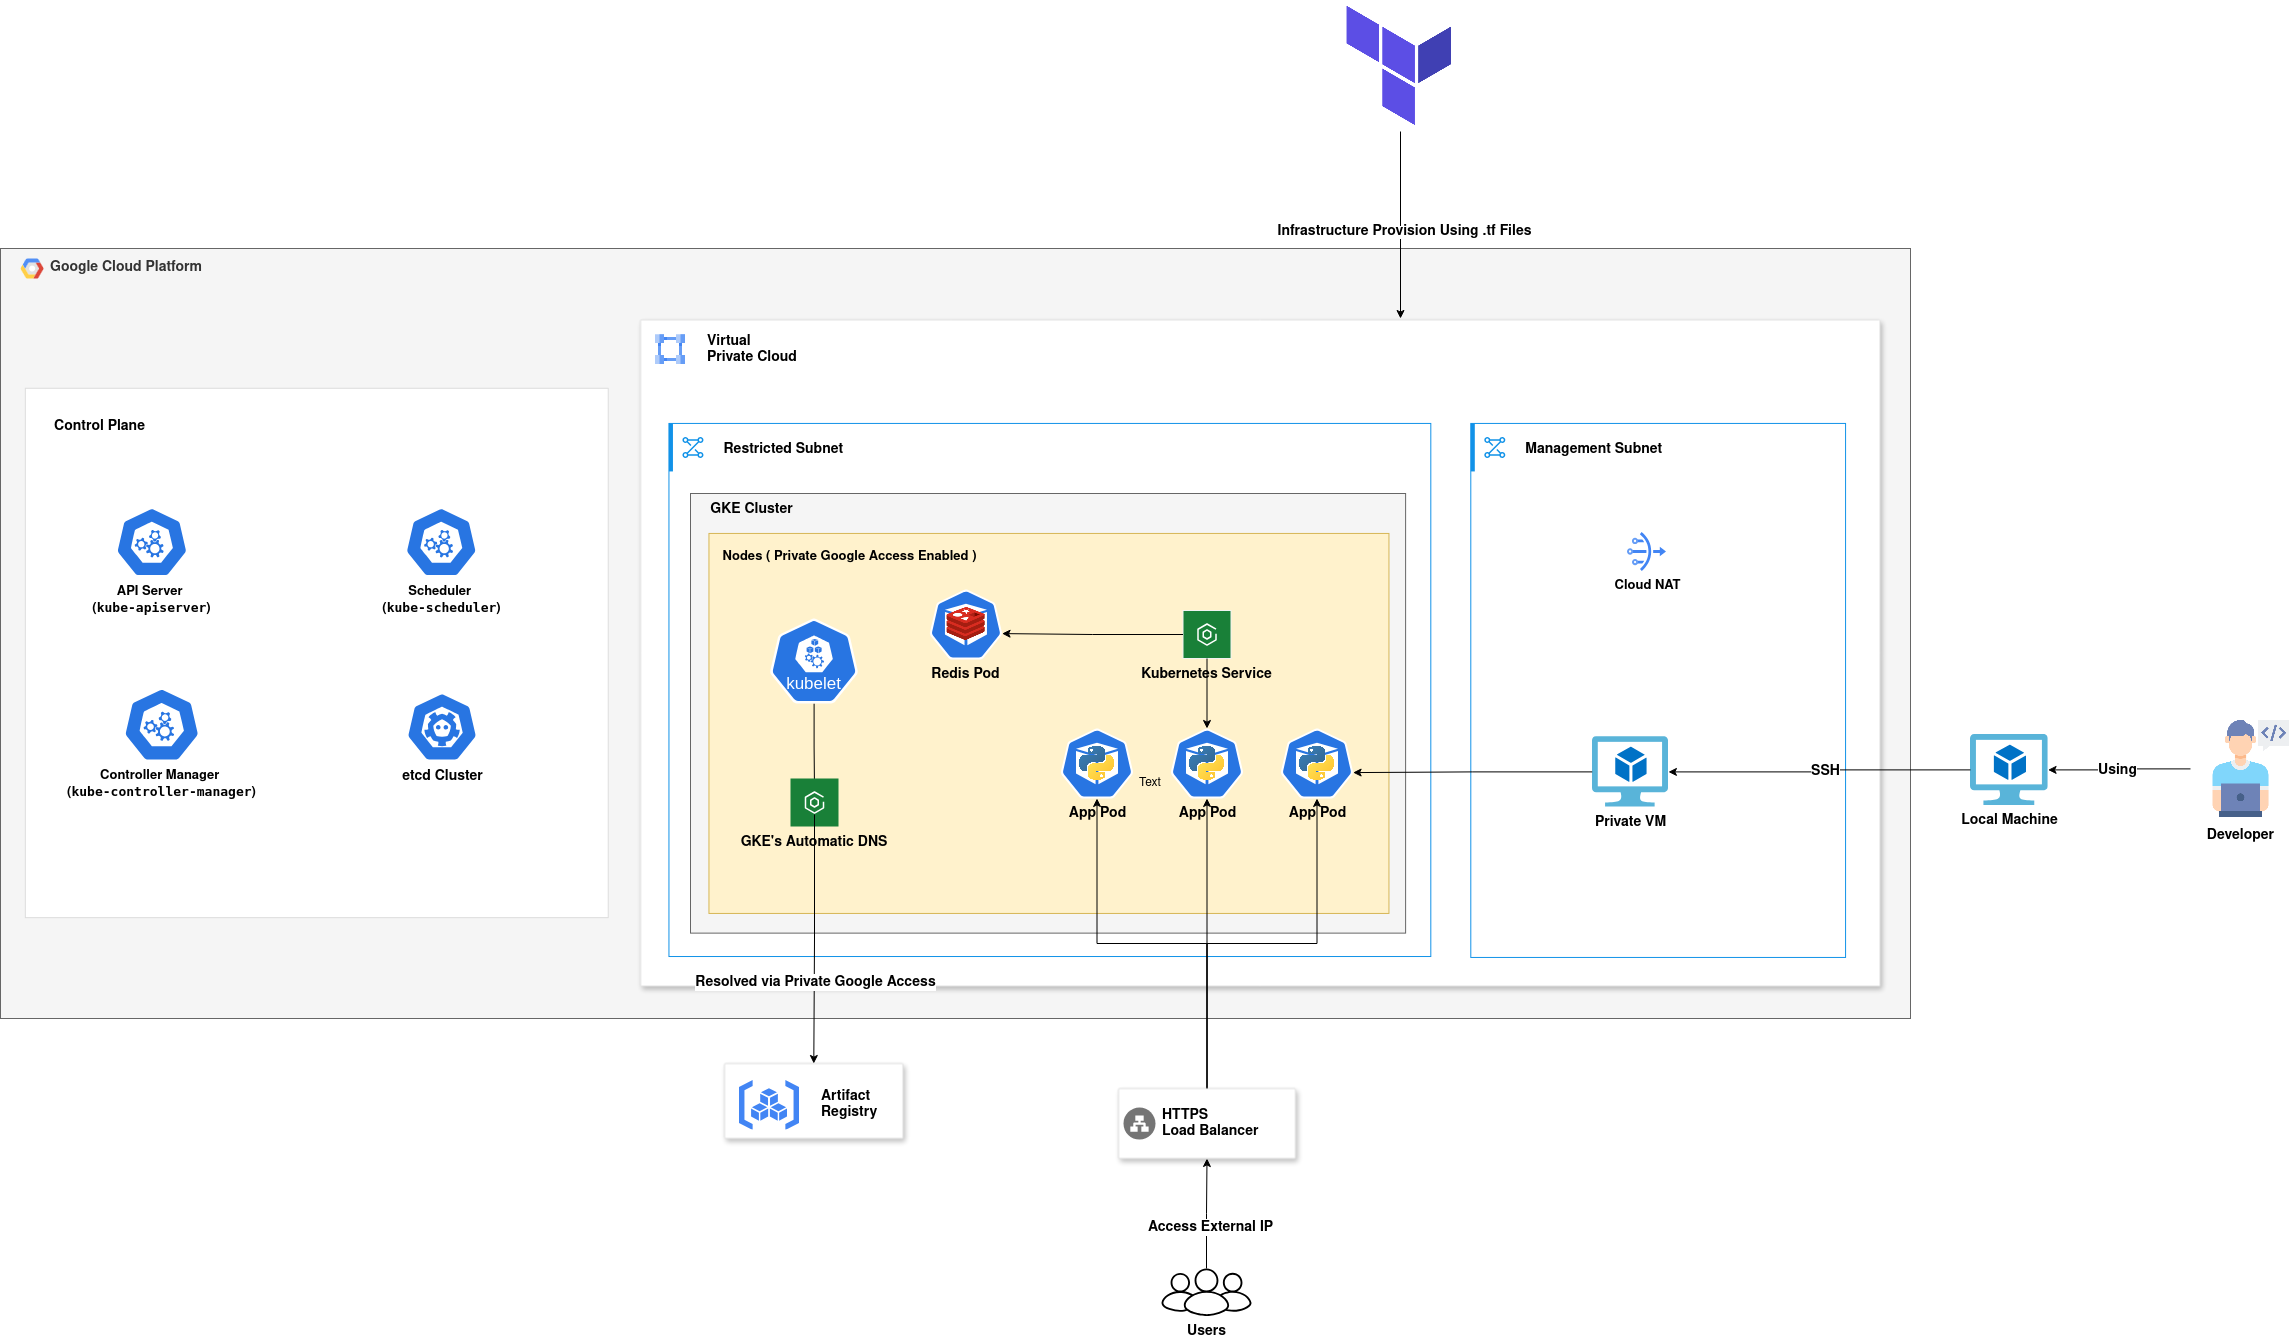 Infrastructure Provision Using .tf Files
Google Cloud Platform
Virtual
Private Cloud
Control Plane
API Server
(kube-apiserver)
Scheduler
(kube-scheduler)
Controller Manager
(kube-controller-manager)
etcd Cluster
Restricted Subnet
GKE Cluster
Nodes ( Private Google Access Enabled )
kubelet
Redis Pod
Kubernetes Service
GKE's Automatic DNS
App Pod
Text
App Pod
App Pod
Management Subnet
Cloud NAT
Private VM
SSH
Local Machine
Using
</>
Developer
Resolved via Private Google Access
Artifact
Registry
HTTPS
Load Balancer
Access External IP
Users